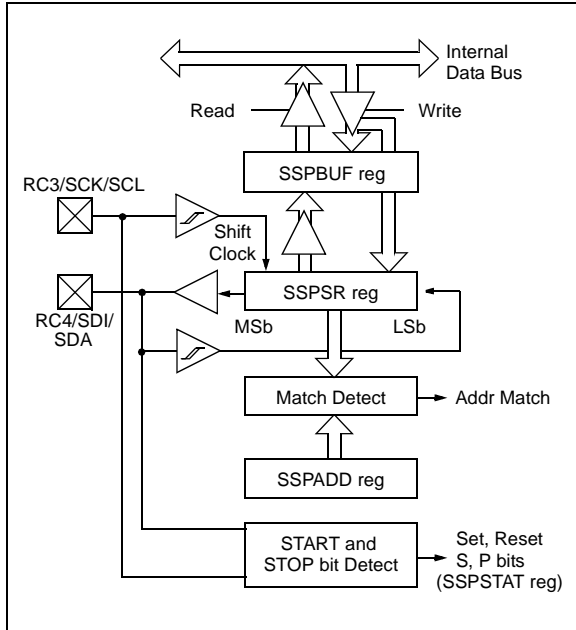 Internal
Data Bus
Read
Write
SSPBUF reg
RC3/SCK/SCL
Shift
Clock
SSPSR reg
MSb
LSb
RC4/SDI/
SDA
Match Detect
Addr Match
SSPADD reg
START and
STOP bit Detect
Set, Reset
S, P bits
(SSPSTAT reg)